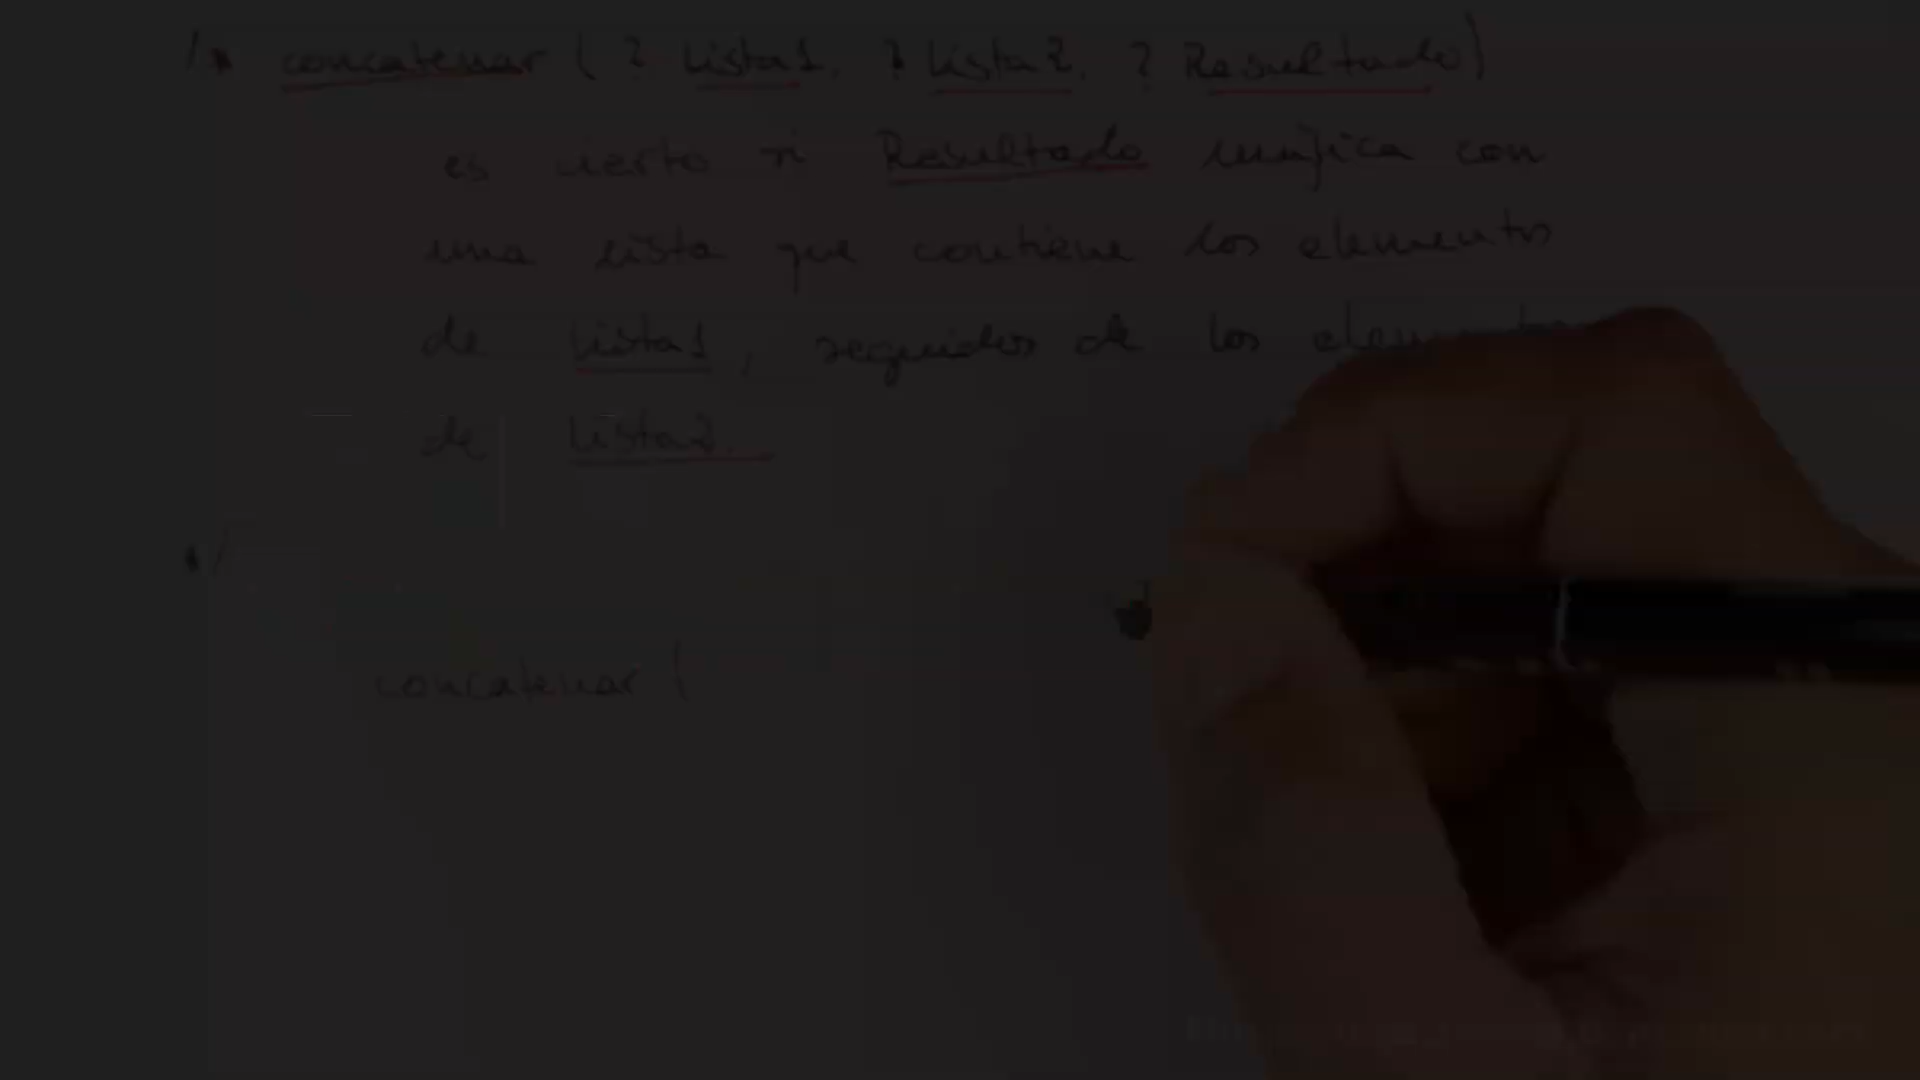 /* concatenar ( ? Lista1, ? Lista2, ? Resultado)
es cierto si Resultado unifica con
una lista que contiene los elementos
de Lista1, seguidos de los elementos
de Lista2.
*/
concatenar (